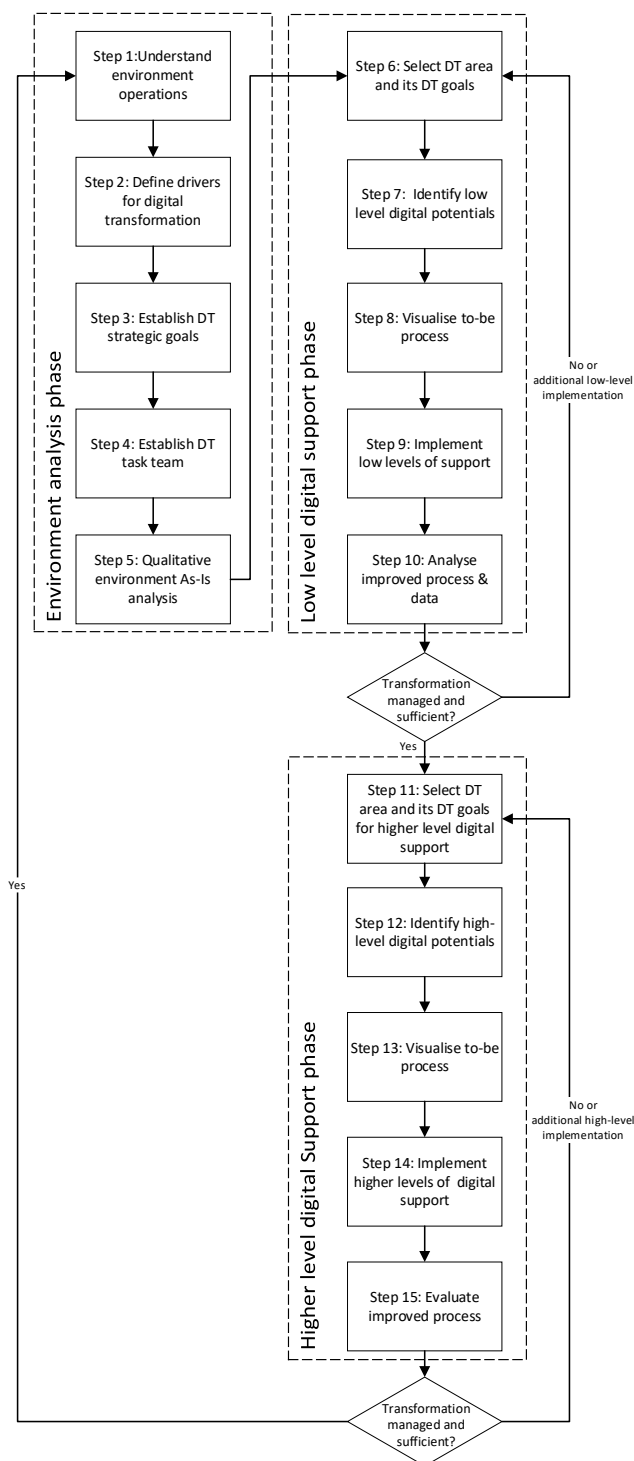 Environment analysis phase
Step 1:Understand
environment
operations
Step 2: Define drivers
for digital
transformation
Step 3: Establish DT
strategic goals
Step 4: Establish DT
task team
Step 5: Qualitative
environment As-Is
analysis
Low level digital support phase
Step 6: Select DT area
and its DT goals
Step 7:  Identify low
level digital potentials
Step 8: Visualise to-be
process
Step 9: Implement
low levels of support
Step 10: Analyse
improved process &
data
No or
additional low-level
implementation
Transformation
managed and
sufficient?
Yes
Higher level digital Support phase
Step 11: Select DT
area and its DT goals
for higher level digital
support
Step 12: Identify high-
level digital potentials
Step 13: Visualise to-be
process
Step 14: Implement
higher levels of  digital
support
Step 15: Evaluate
improved process
No or
additional high-level
implementation
Transformation
managed and
sufficient?
Yes